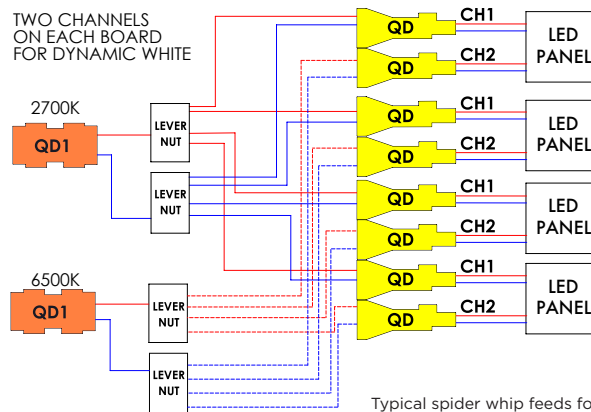 TWO CHANNELS
ON EACH BOARD
FOR DYNAMIC WHITE
2700K
QD1
LEVER
NUT
LEVER
NUT
6500K
QD1
LEVER
NUT
LEVER
NUT
QD
CH1
QD
CH2
LED
PANEL
QD
CH1
QD
CH2
LED
PANEL
QD
CH1
QD
CH2
LED
PANEL
QD
CH1
QD
CH2
LED
PANEL
Typical spider whip feeds fo